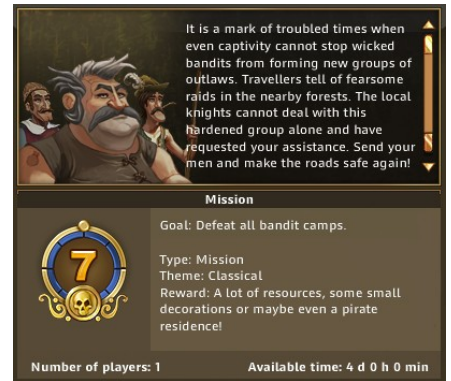 It is a mark of troubled times when
even captivity cannot stop wicked
bandits from forming new groups of
outlaws. Travellers tell of fearsome
raids in the nearby forests. The local
knights cannot deal with this
hardened group alone and have
requested your assistance. Send your
men and make the roads safe again!
Mission
7
Goal: Defeat all bandit camps.
Type: Mission
Theme: Classical
Reward: A lot of resources, some small
decorations or maybe even a pirate
residence!
Number of players: 1
Available time: 4 d 0 h 0 min